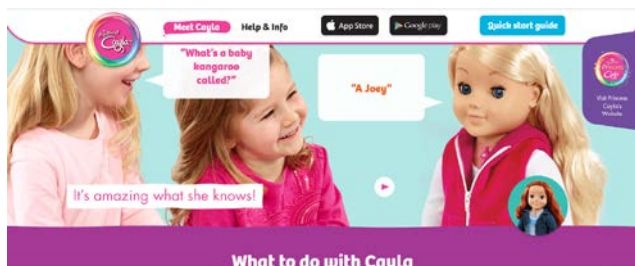 Meet Cayla
Help & Info
App Store
Google play
Quick start guide
Cayla
"What's a baby
kangaroo
called?"
"A Joey"
Princess
Visit Princess
Cayla's
Website
It's amazing what she knows!
What to do with Cayla